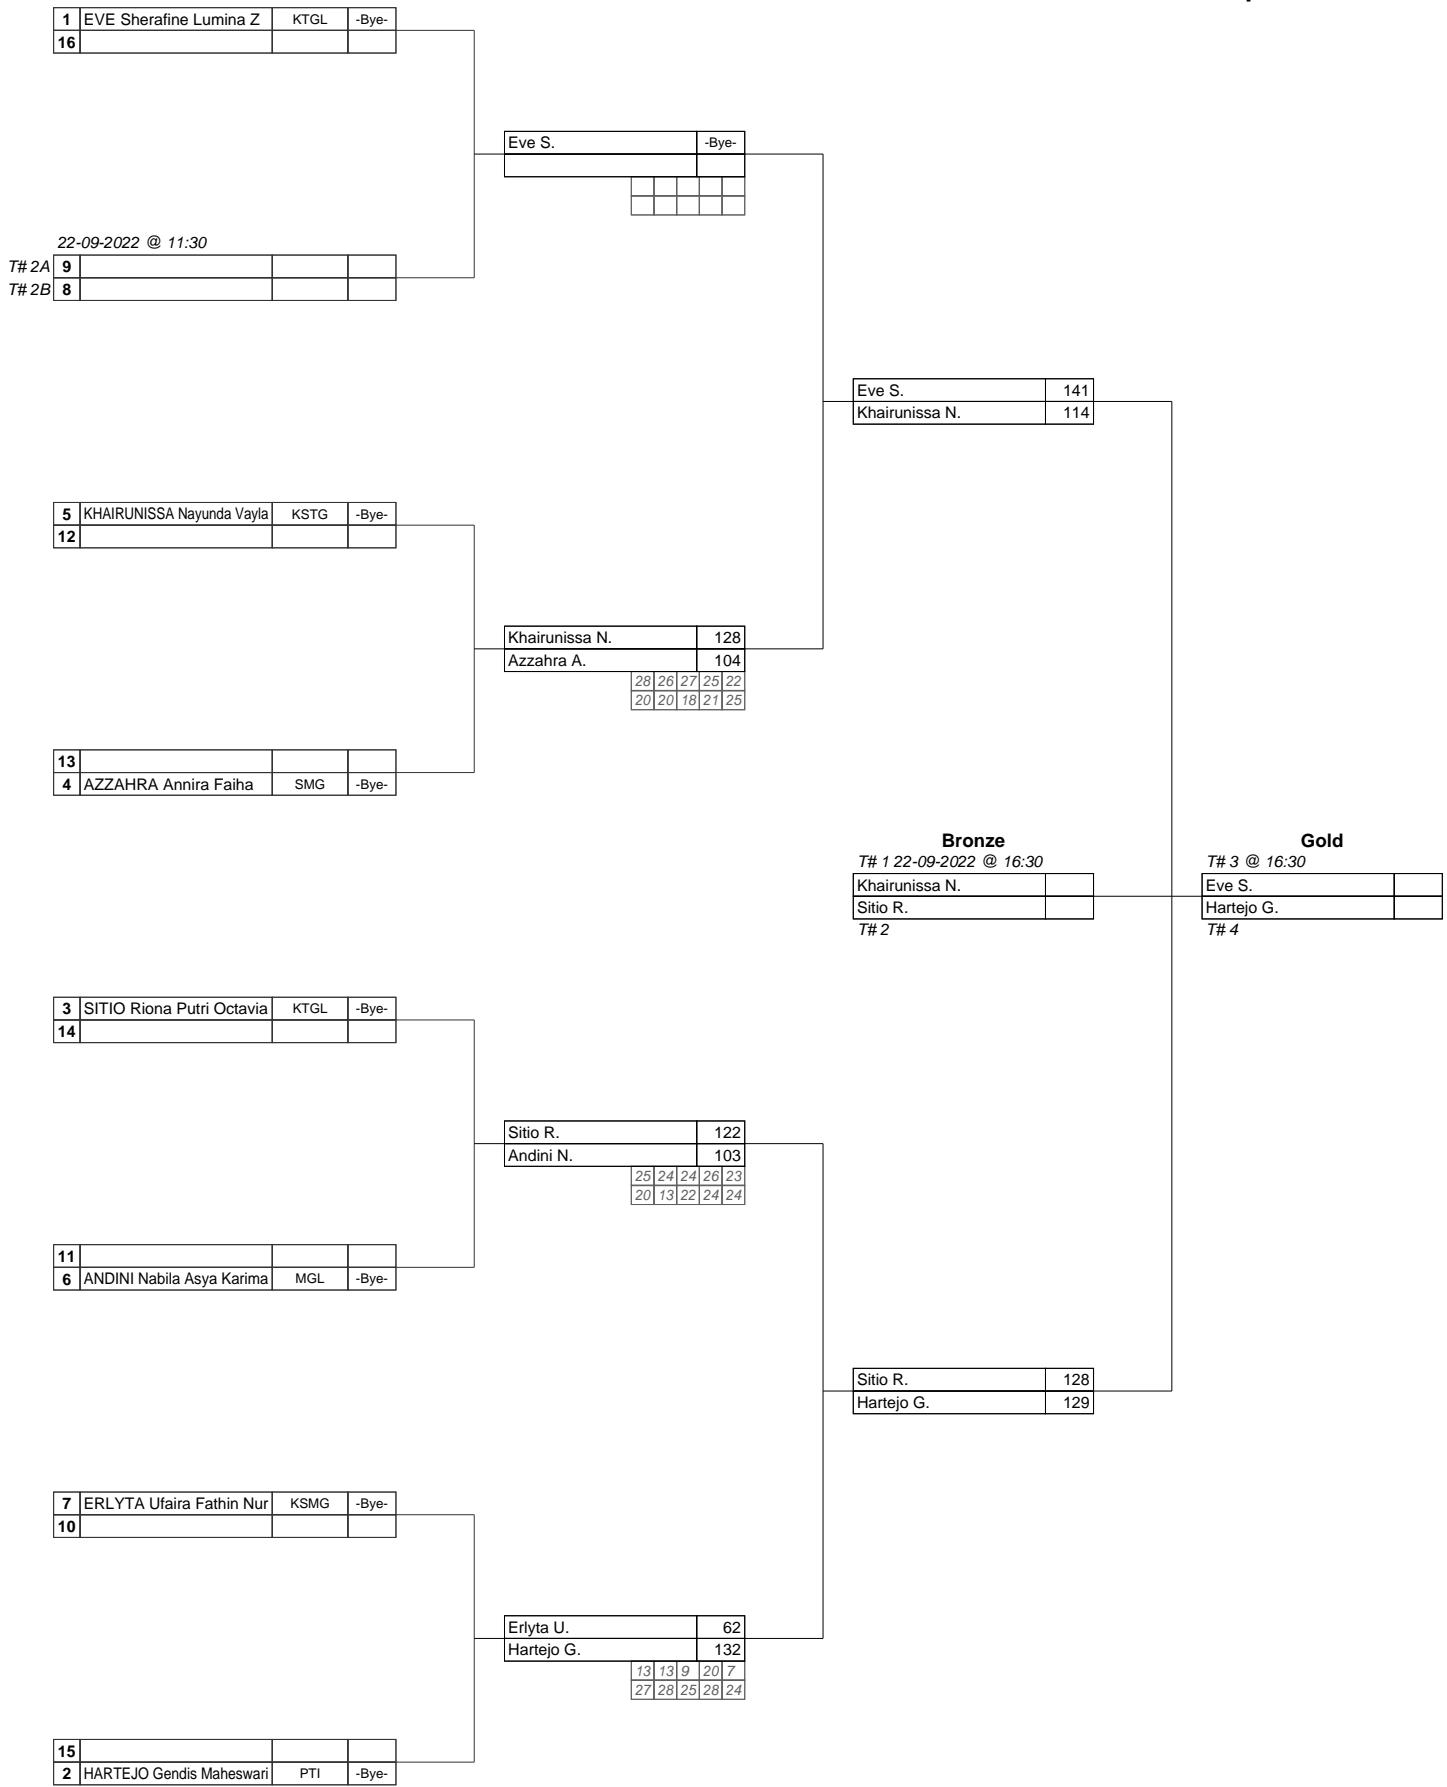 1 EVE Sherafine Lumina Z KTGL -Bye-
16
Eve S. -Bye-
22-09-2022 @ 11:30
T# 2A 9
T# 2B 8
Eve S. 141
Khairunissa N. 114
5 KHAIRUNISSA Nayunda Vayla KSTG -Bye-
12
Khairunissa N. 128
Azzahra A. 104
28 26 27 25 22
20 20 18 21 25
13
4 AZZAHRA Annira Faiha SMG -Bye-
Bronze
T# 1 22-09-2022 @ 16:30
Khairunissa N.
Sitio R.
T# 2
Gold
T# 3 @ 16:30
Eve S.
Hartejo G.
T# 4
3 SITIO Riona Putri Octavia KTGL -Bye-
14
Sitio R. 122
Andini N. 103
25 24 24 26 23
20 13 22 24 24
11
6 ANDINI Nabila Asya Karima MGL -Bye-
Sitio R. 128
Hartejo G. 129
7 ERLYTA Ufaira Fathin Nur KSMG -Bye-
10
Erlyta U. 62
Hartejo G. 132
13 13 9 20 7
27 28 25 28 24
15
2 HARTEJO Gendis Maheswari PTI -Bye-